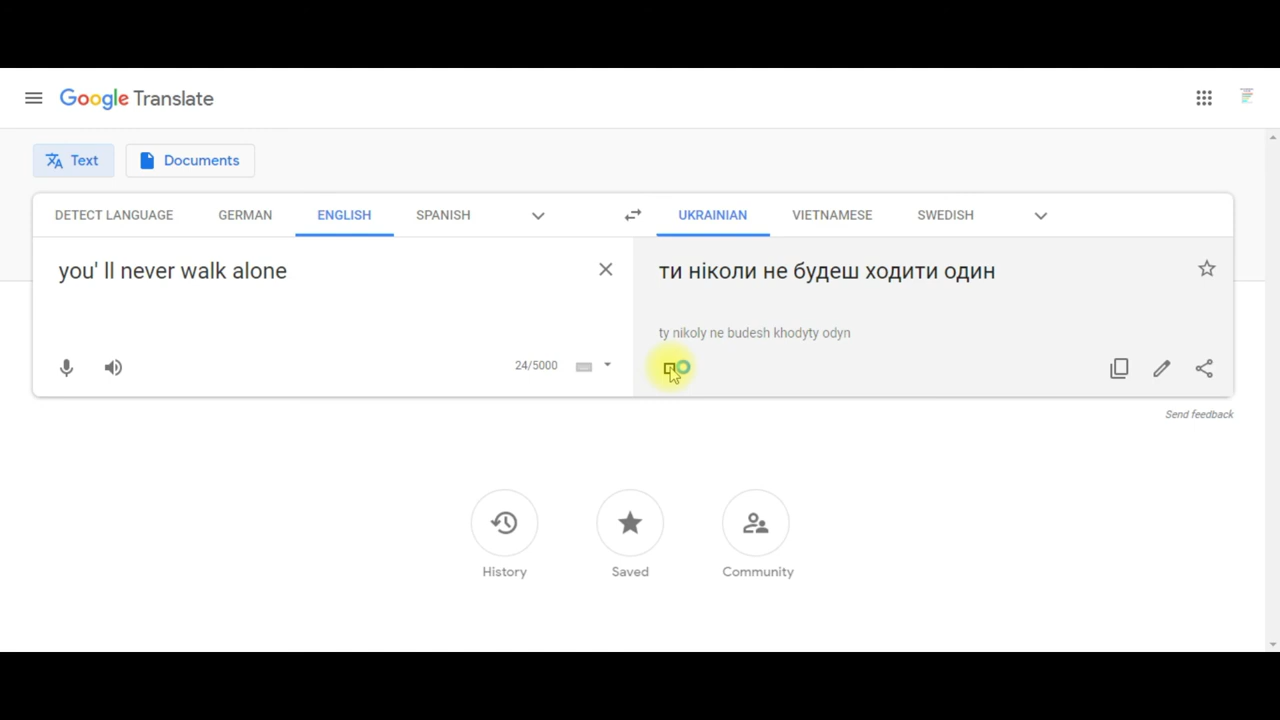 Google Translate
Text
Documents
DETECT LANGUAGE GERMAN ENGLISH SPANISH UKRAINIAN VIETNAMESE SWEDISH
you' ll never walk alone
ти ніколи не будеш ходити один
ty nikoly ne budesh khodyty odyn
24/5000
Send feedback
History Saved Community